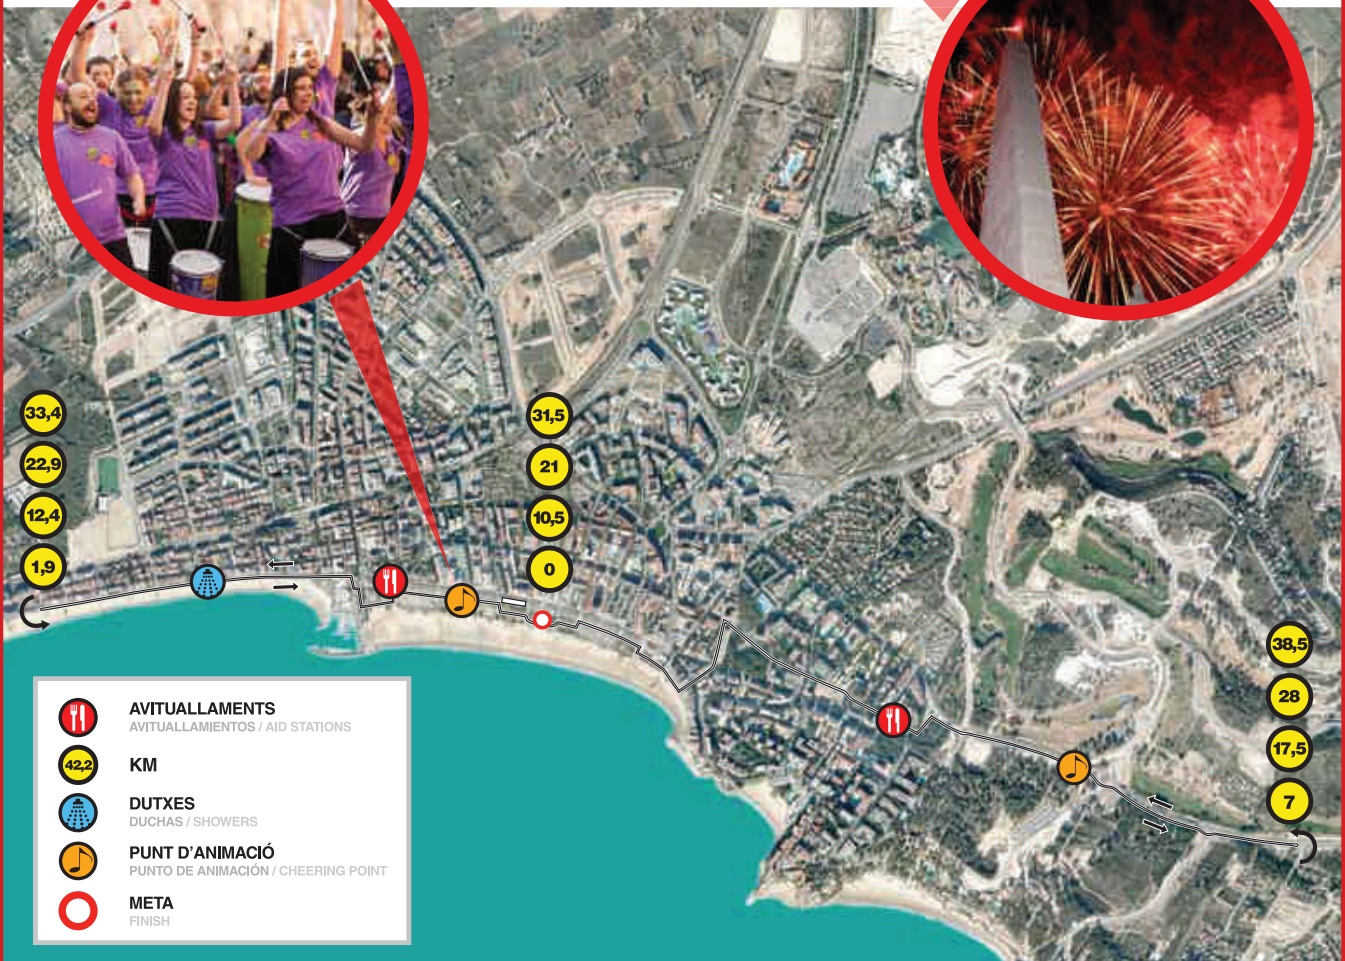 33,4
22,9
12,4
1,9
31,5
21
10,5
0
38,5
28
17,5
7
AVITUALLAMENTS
AVITUALLAMIENTOS / AID STATIONS
42,2
KM
DUTXES
DUCHAS / SHOWERS
PUNT D'ANIMACIÓ
PUNTO DE ANIMACIÓN / CHEERING POINT
META
FINISH